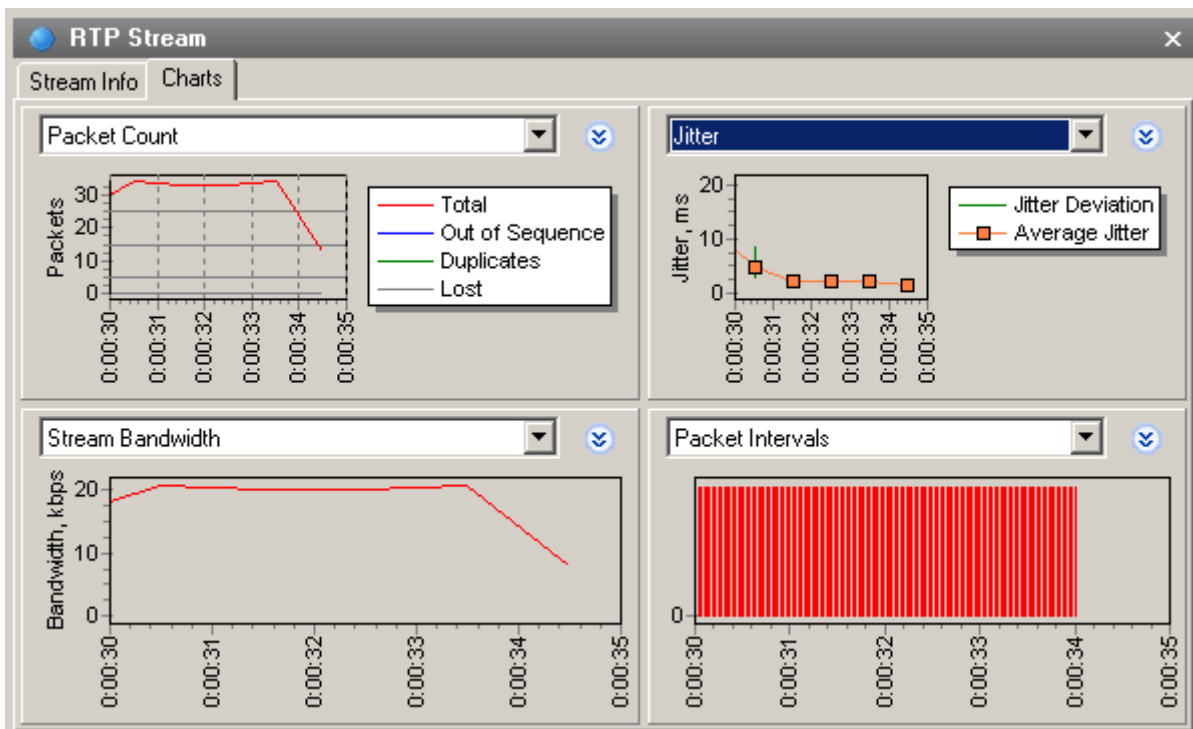 RTP Stream
Stream Info
Charts
Packet Count
Packets
30
20
10
0
0:00:30
0:00:31
0:00:32
0:00:33
0:00:34
0:00:35
Total
Out of Sequence
Duplicates
Lost
Jitter
Jitter, ms
20
10
0
0:00:30
0:00:31
0:00:32
0:00:33
0:00:34
0:00:35
Jitter Deviation
Average Jitter
Stream Bandwidth
Bandwidth, kbps
20
10
0
0:00:30
0:00:31
0:00:32
0:00:33
0:00:34
0:00:35
Packet Intervals
0
0:00:30
0:00:31
0:00:32
0:00:33
0:00:34
0:00:35